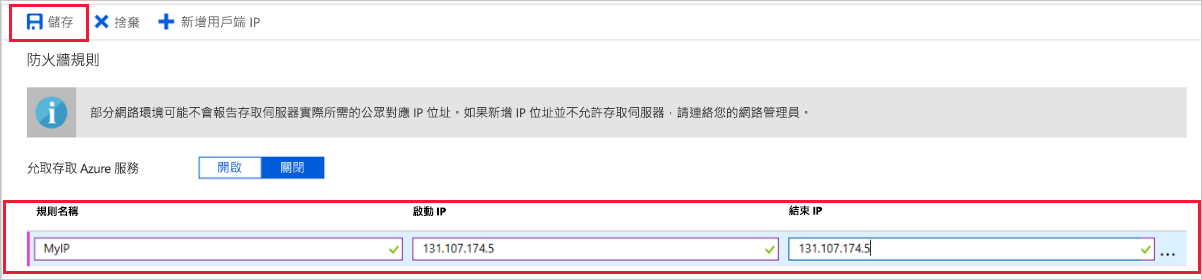 儲存 捨棄 新增用戶端 IP
防火牆規則
部分網路環境可能不會報告存取伺服器實際所需的公眾對應 IP 位址。如果新增 IP 位址並不允許存取伺服器，請連絡您的網路管理員。
允取存取 Azure 服務 開啟 關閉
規則名稱 啟動 IP 結束 IP
MyIP 131.107.174.5 131.107.174.5 ...